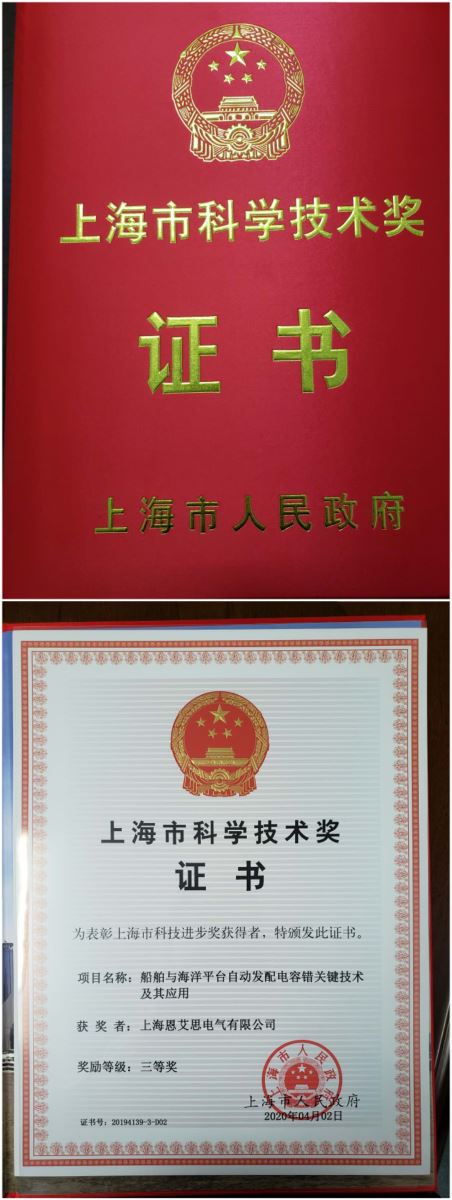 上海市科学技术奖
证书
上海市人民政府
上海市科学技术奖
证书
为表彰上海市科技进步奖获得者，特颁发此证书。
项目名称：船舶与海洋平台自动发配电容错关键技术
及其应用
获奖者：上海恩艾思电气有限公司
奖励等级：三等奖
上海市人民政府
上海市人民政府
2020年04月02日
证书号：20194139-3-D02